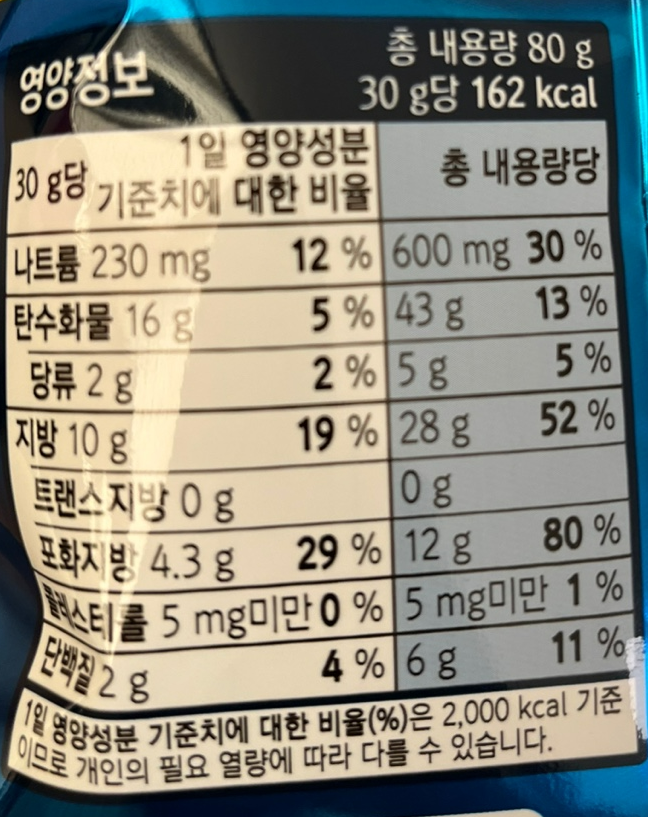 영양정보
총 내용량 80 g
30 g당 162 kcal
30 g당 1일 영양성분 기준치에 대한 비율 총 내용량당
나트륨 230 mg 12 % 600 mg 30 %
탄수화물 16 g 5 % 43 g 13 %
당류 2 g 2 % 5 g 5 %
지방 10 g 19 % 28 g 52 %
트랜스지방 0 g 0 g
포화지방 4.3 g 29 % 12 g 80 %
콜레스테롤 5 mg미만 0 % 5 mg미만 1 %
단백질 2 g 4 % 6 g 11 %
1일 영양성분 기준치에 대한 비율(%)은 2,000 kcal 기준
이므로 개인의 필요 열량에 따라 다를 수 있습니다.